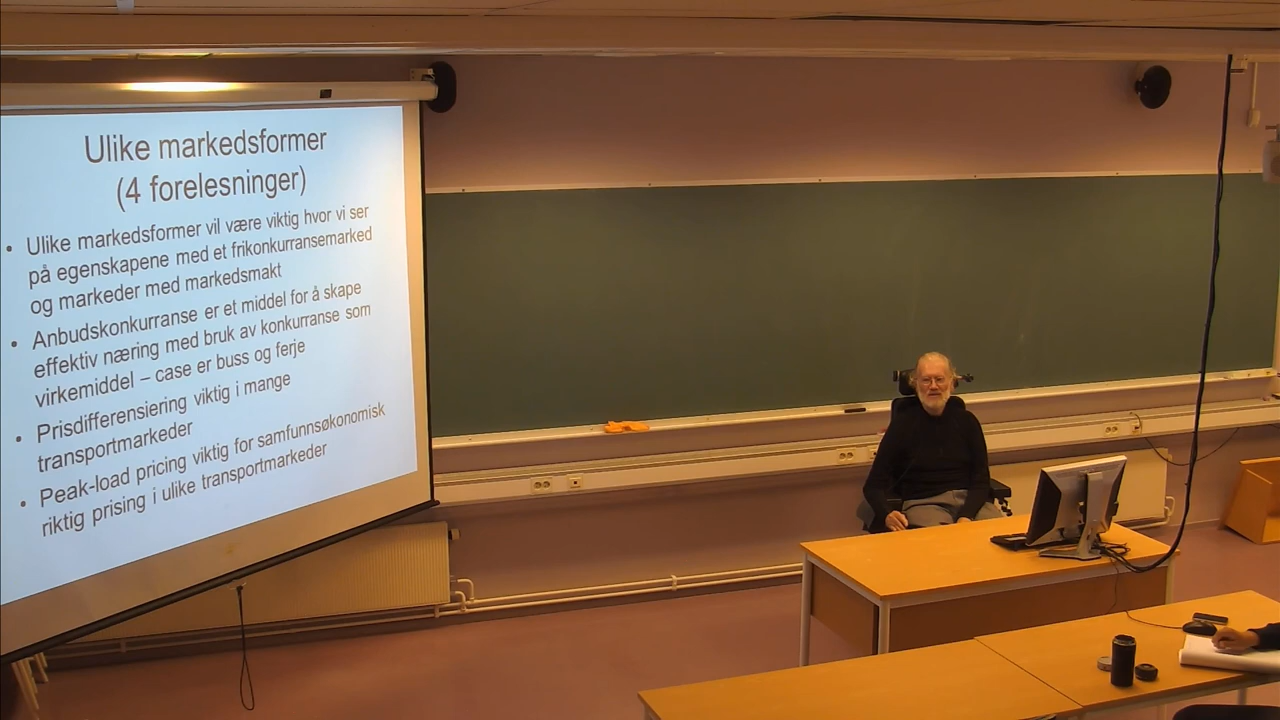 Ulike markedsformer
(4 forelesninger)
• Ulike markedsformer vil være viktig hvor vi ser
på egenskapene med et frikonkurransemarked
og markeder med markedsmakt
• Anbudskonkurranse er et middel for å skape
effektiv næring med bruk av konkurranse som
virkemiddel – case er buss og ferje
• Prisdifferensiering viktig i mange
transportmarkeder
• Peak-load pricing viktig for samfunnsøkonomisk
riktig prising i ulike transportmarkeder